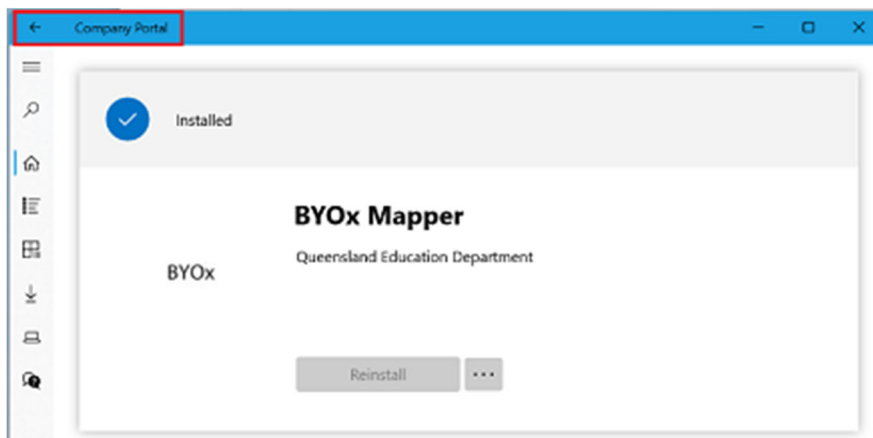 Company Portal
Installed
BYOx Mapper
Queensland Education Department
BYOx
Reinstall